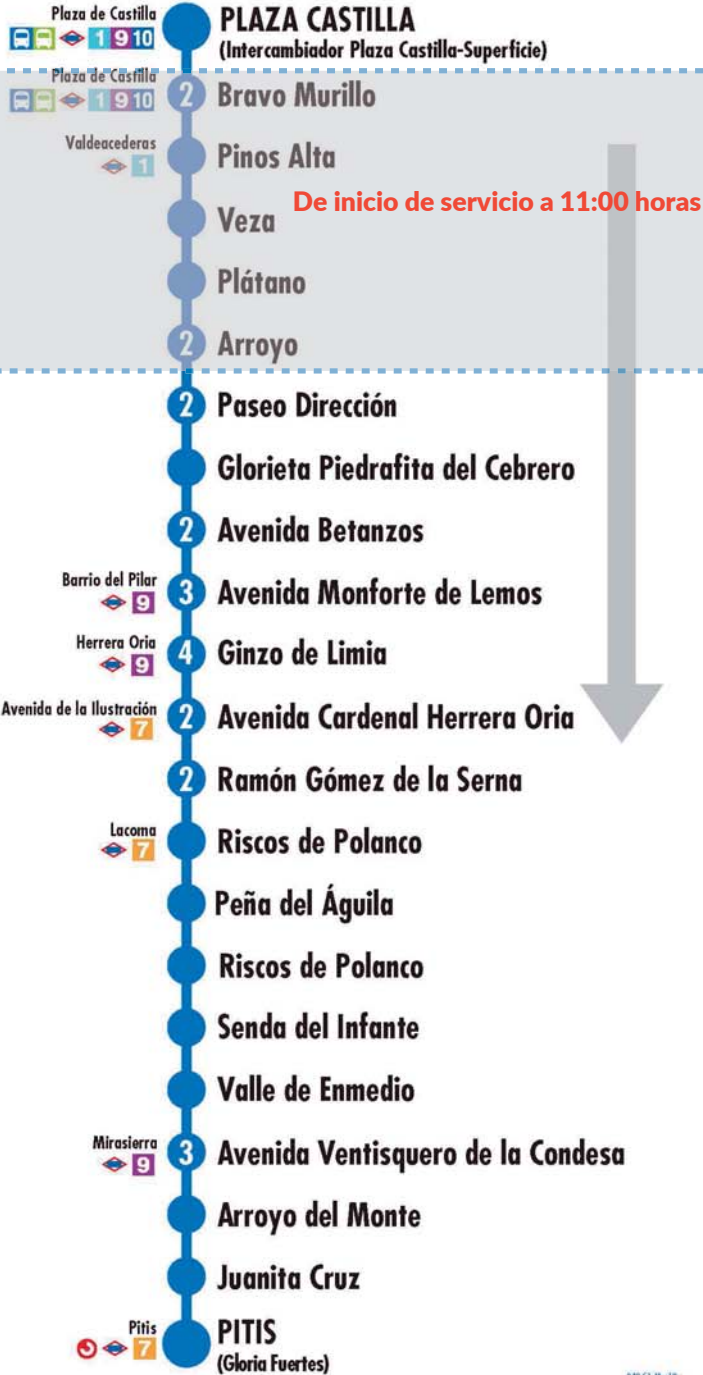 Plaza de Castilla
1 9 10
PLAZA CASTILLA
(Intercambiador Plaza Castilla-Superficie)
Plaza de Castilla
1 9 10
2 Bravo Murillo
Valdeacederas
1
Pinos Alta
De inicio de servicio a 11:00 horas
Veza
Plátano
2 Arroyo
2 Paseo Dirección
Glorieta Piedrafita del Cebrero
2 Avenida Betanzos
Barrio del Pilar
9
3 Avenida Monforte de Lemos
Herrera Oria
9
4 Ginzo de Limia
Avenida de la Ilustración
7
2 Avenida Cardenal Herrera Oria
2 Ramón Gómez de la Serna
Lacoma
7
Riscos de Polanco
Peña del Águila
Riscos de Polanco
Senda del Infante
Valle de Enmedio
Mirasierra
9
3 Avenida Ventisquero de la Condesa
Arroyo del Monte
Juanita Cruz
Pitis
7
PITIS
(Gloria Fuertes)